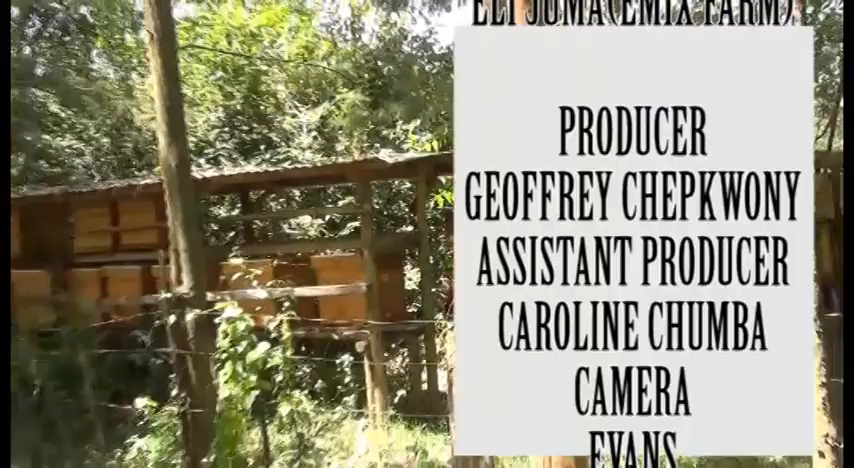 ELI JUMA(EMIX FARM)
PRODUCER
GEOFFREY CHEPKWONY
ASSISTANT PRODUCER
CAROLINE CHUMBA
CAMERA
EVANS